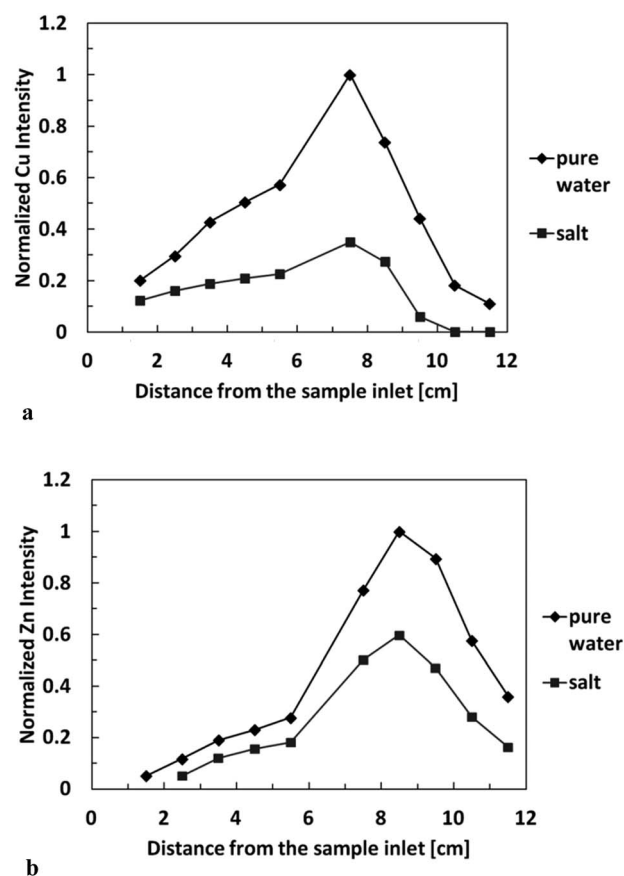 1.2
1
0.8
0.6
0.4
0.2
0
Normalized Cu Intensity
0 2 4 6 8 10 12
Distance from the sample inlet [cm]
pure
water
salt
a
1.2
1
0.8
0.6
0.4
0.2
0
Normalized Zn Intensity
0 2 4 6 8 10 12
Distance from the sample inlet [cm]
pure
water
salt
b